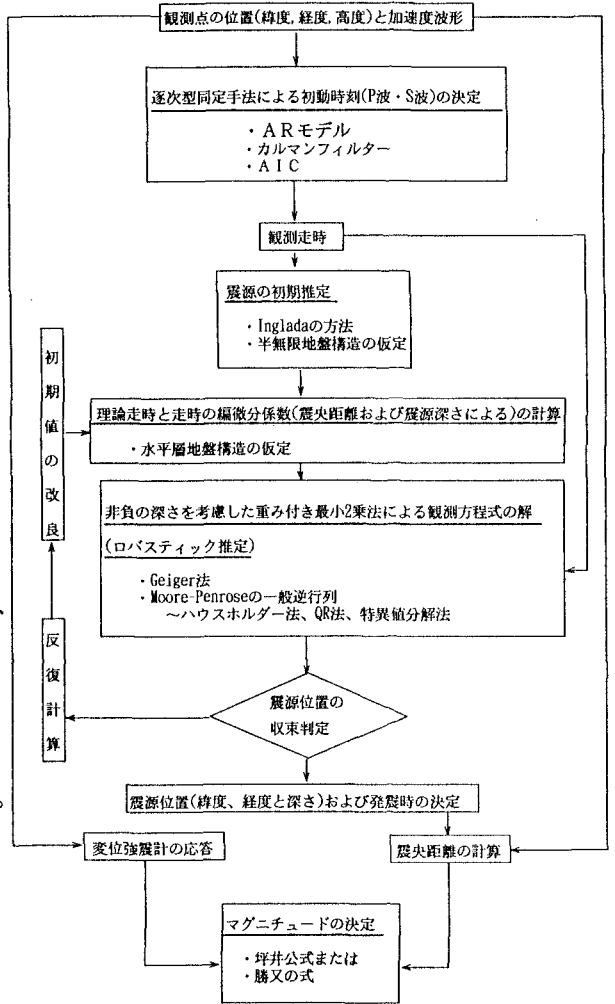 観測点の位置(緯度,経度,高度)と加速度波形
逐次型同定手法による初動時刻(P波・S波)の決定
・ARモデル
・カルマンフィルター
・AIC
観測走時
震源の初期推定
・Ingladaの方法
・半無限地盤構造の仮定
初期値の改良
理論走時と走時の編微分係数(震央距離および震源深さによる)の計算
・水平層地盤構造の仮定
非負の深さを考慮した重み付き最小2乗法による観測方程式の解
(ロバスティック推定)
・Geiger法
・Moore-Penroseの一般逆行列
～ハウスホルダー法、QR法、特異値分解法
反復計算
震源位置の
収束判定
震源位置(緯度、経度と深さ)および発震時の決定
変位強震計の応答
震央距離の計算
マグニチュードの決定
・坪井公式または
・勝又の式